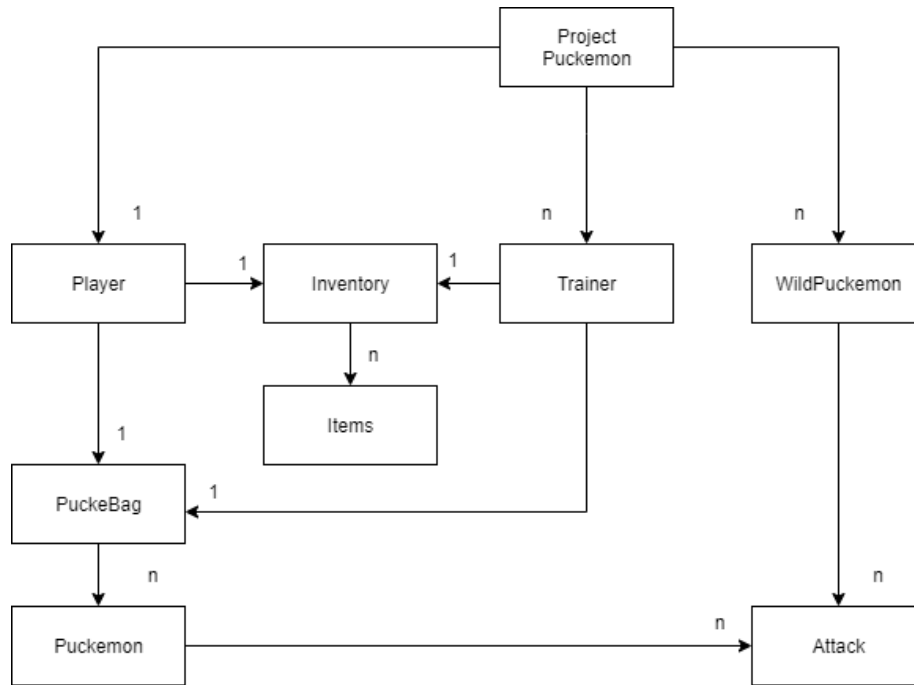 Project
Puckemon
1
n
n
Player
1
Inventory
1
Trainer
WildPuckemon
n
Items
1
PuckeBag
1
n
n
Puckemon
n
Attack